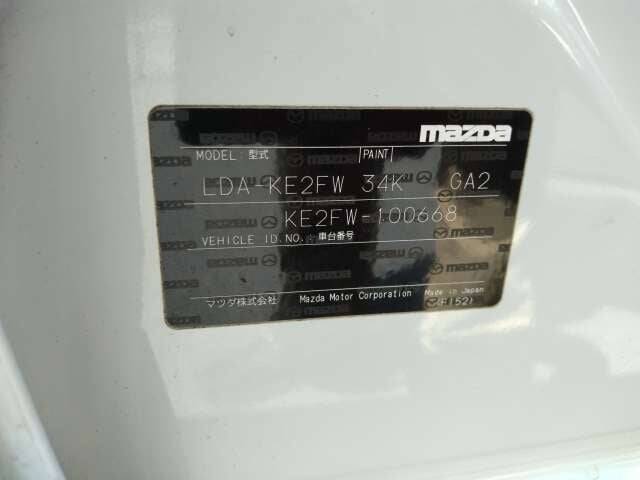 mazda
MODEL: 型式 PAINT
LDA-KE2FW 34K GA2
KE2FW-100668
VEHICLE ID.NO. 車台番号
マツダ株式会社 Mazda Motor Corporation Made in Japan